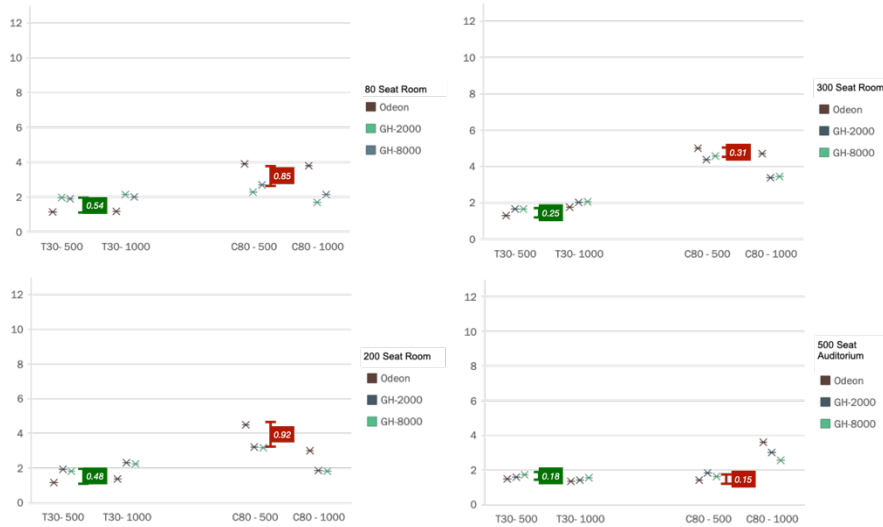 12
10
8
6
4
2
0
T30- 500
T30- 1000
C80 - 500
C80 - 1000
0.54
0.85
80 Seat Room
Odeon
GH-2000
GH-8000
12
10
8
6
4
2
0
T30- 500
T30- 1000
C80 - 500
C80 - 1000
0.25
0.31
300 Seat Room
Odeon
GH-2000
GH-8000
12
10
8
6
4
2
0
T30- 500
T30- 1000
C80 - 500
C80 - 1000
0.48
0.92
200 Seat Room
Odeon
GH-2000
GH-8000
12
10
8
6
4
2
0
T30- 500
T30- 1000
C80 - 500
C80 - 1000
0.18
0.15
500 Seat
Auditorium
Odeon
GH-2000
GH-8000